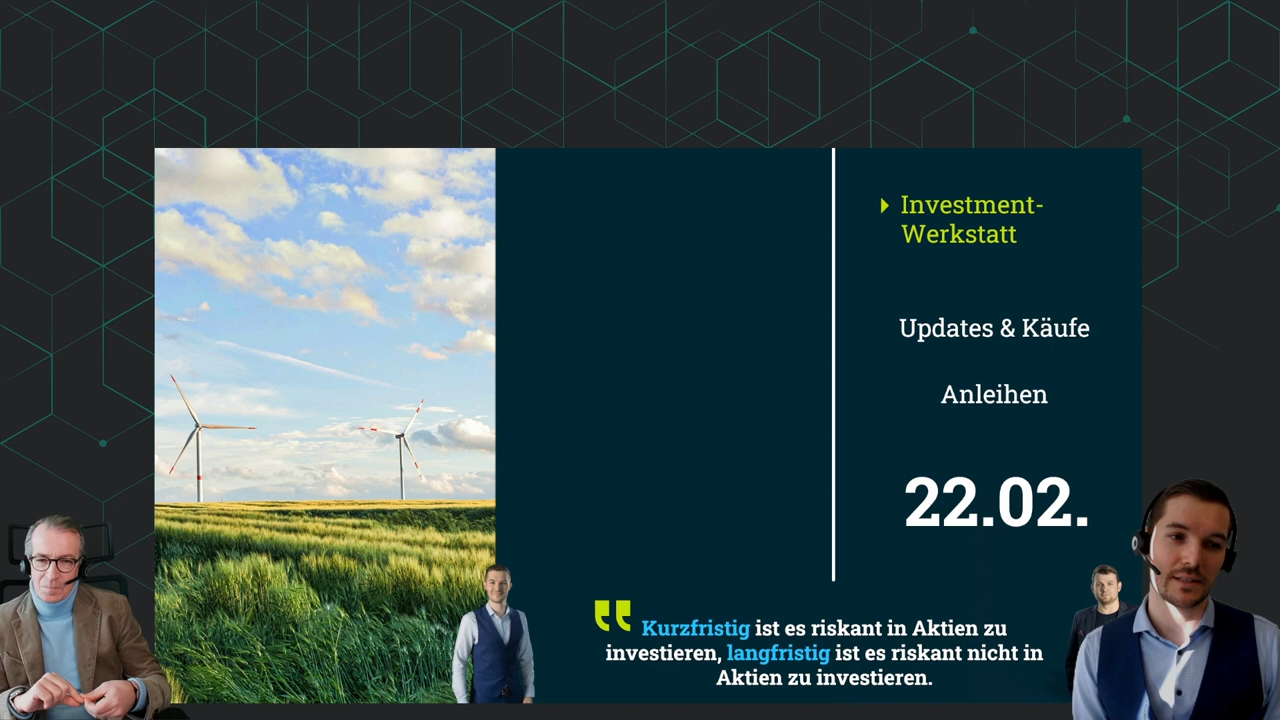 Investment-
Werkstatt
Updates & Käufe
Anleihen
22.02.
Kurzfristig ist es riskant in Aktien zu
investieren, langfristig ist es riskant nicht in
Aktien zu investieren.